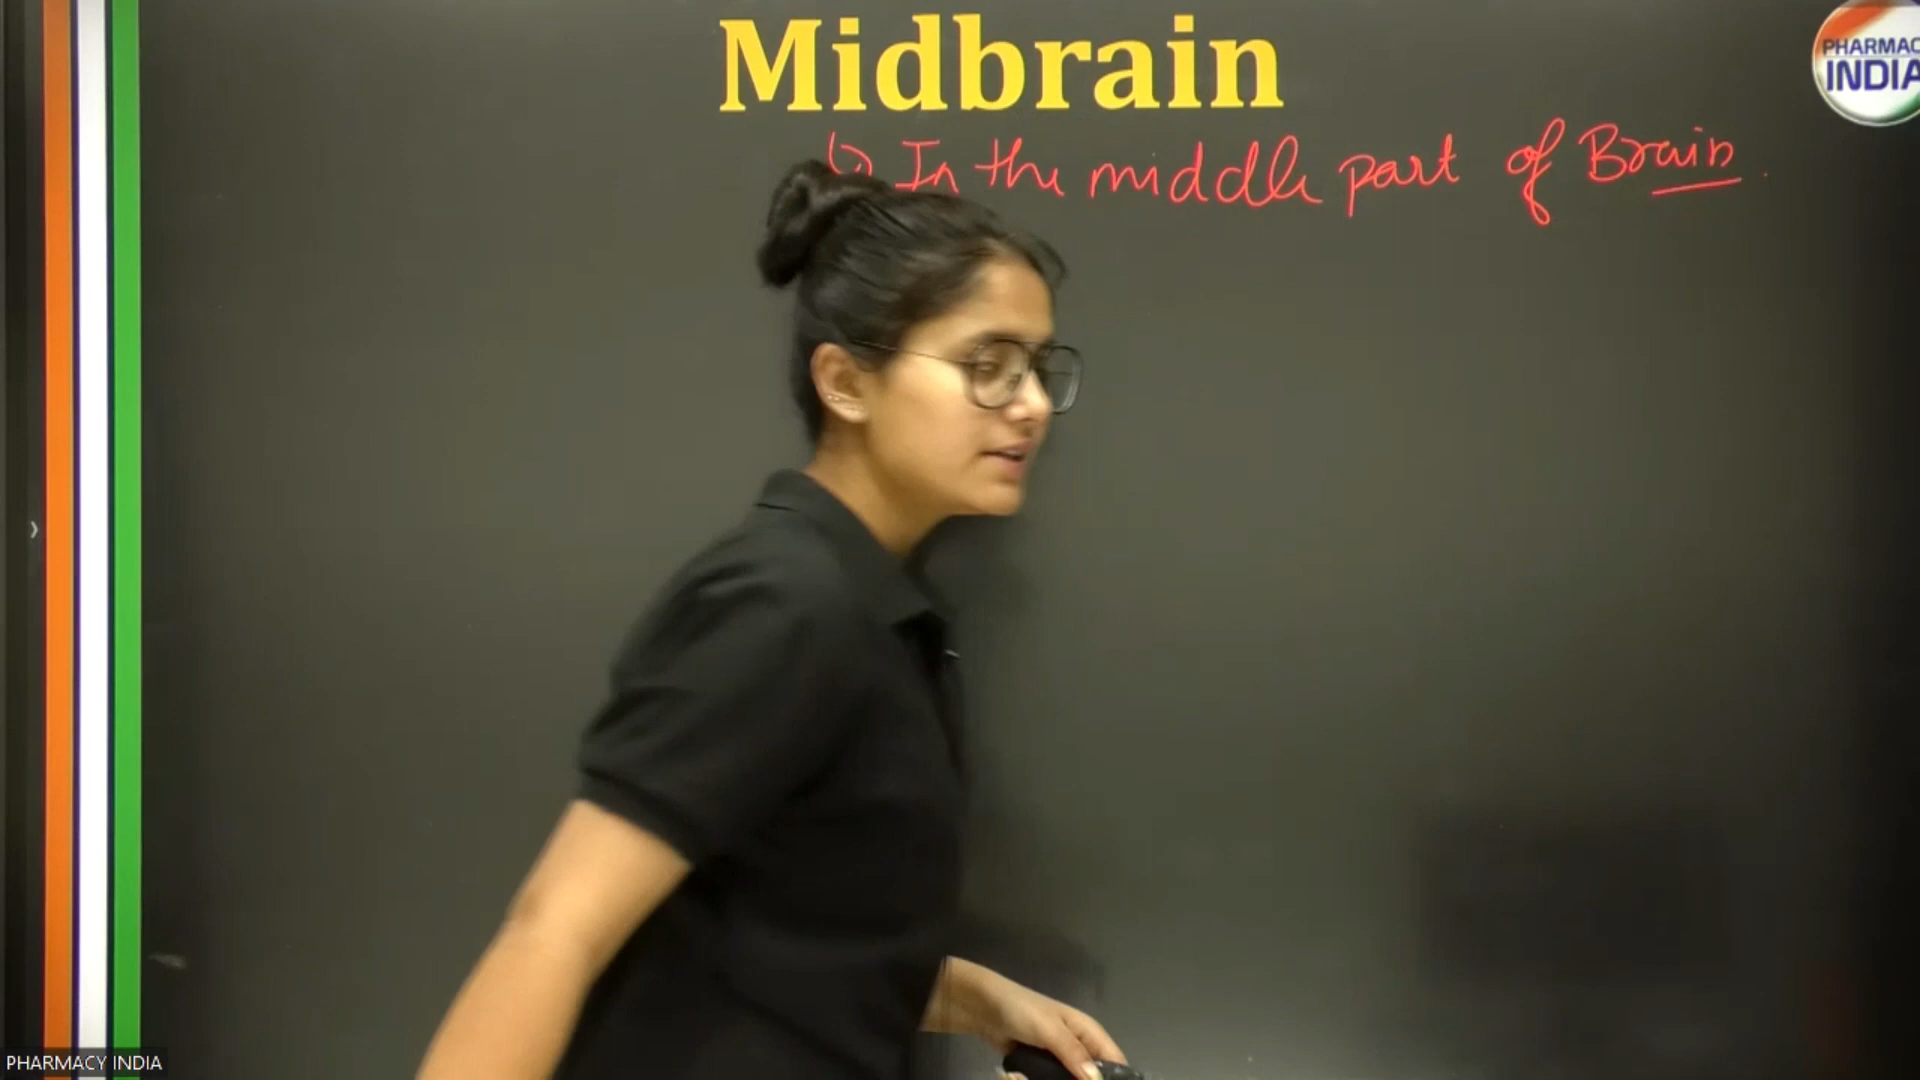 Midbrain
PHARMAC
INDIA
In the middle part of Brain
PHARMACY INDIA